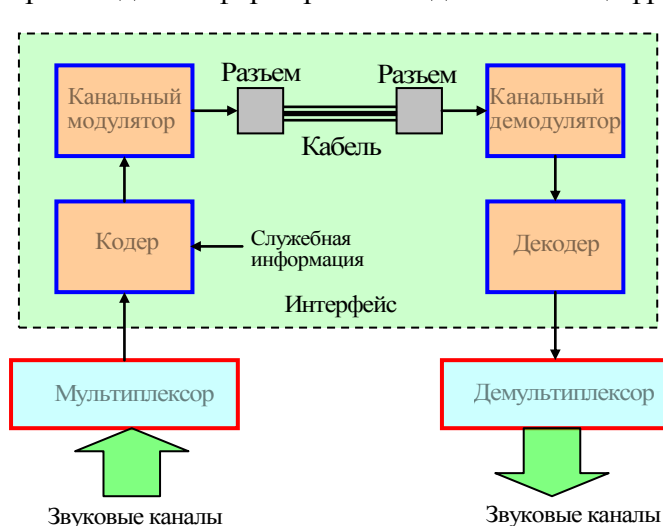 Разъем
Разъем
Канальный
модулятор
Канальный
демодулятор
Кабель
Кодер
Служебная
информация
Декодер
Интерфейс
Мультиплексор
Демультиплексор
Звуковые каналы
Звуковые каналы